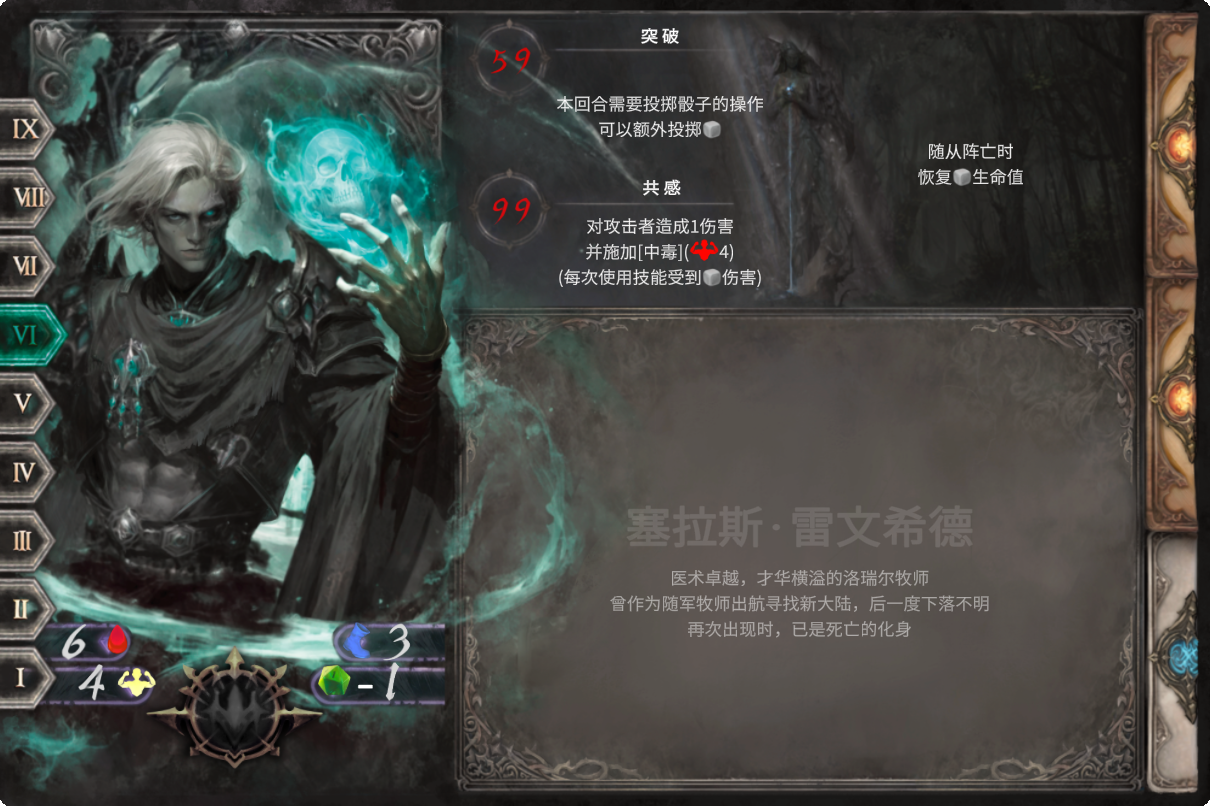 IX
VIII
VII
VI
V
IV
III
II
I
6
4
3
-1
59
突破
本回合需要投掷骰子的操作
可以额外投掷
99
共感
对攻击者造成1伤害
并施加[中毒](4)
(每次使用技能受到伤害)
随从阵亡时
恢复生命值
塞拉斯·雷文希德
医术卓越，才华横溢的洛瑞尔牧师
曾作为随军牧师出航寻找新大陆，后一度下落不明
再次出现时，已是死亡的化身